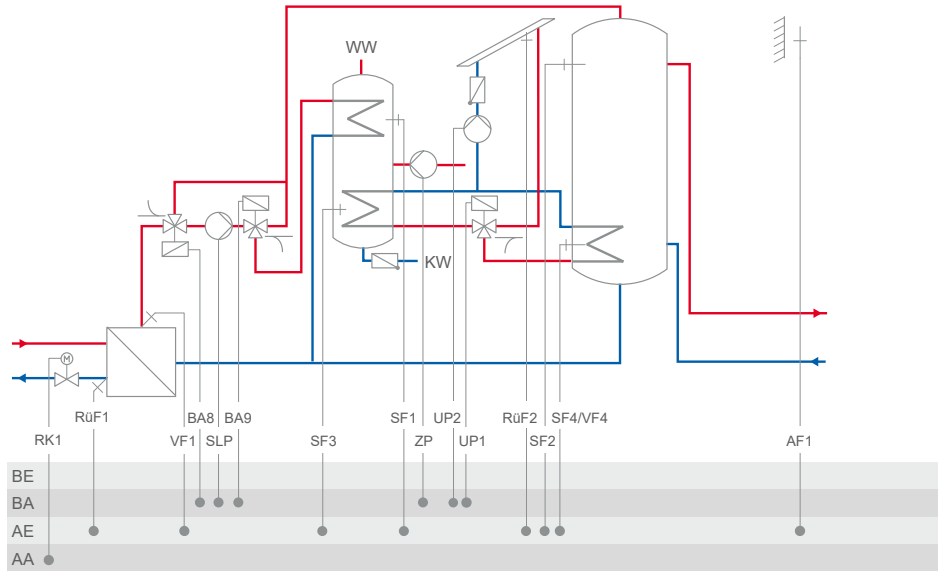 WW
KW
M
RüF1
BA8
BA9
SF1
UP2
RüF2
SF4/VF4
RK1
VF1
SLP
SF3
ZP
UP1
SF2
AF1
BE
BA
AE
AA